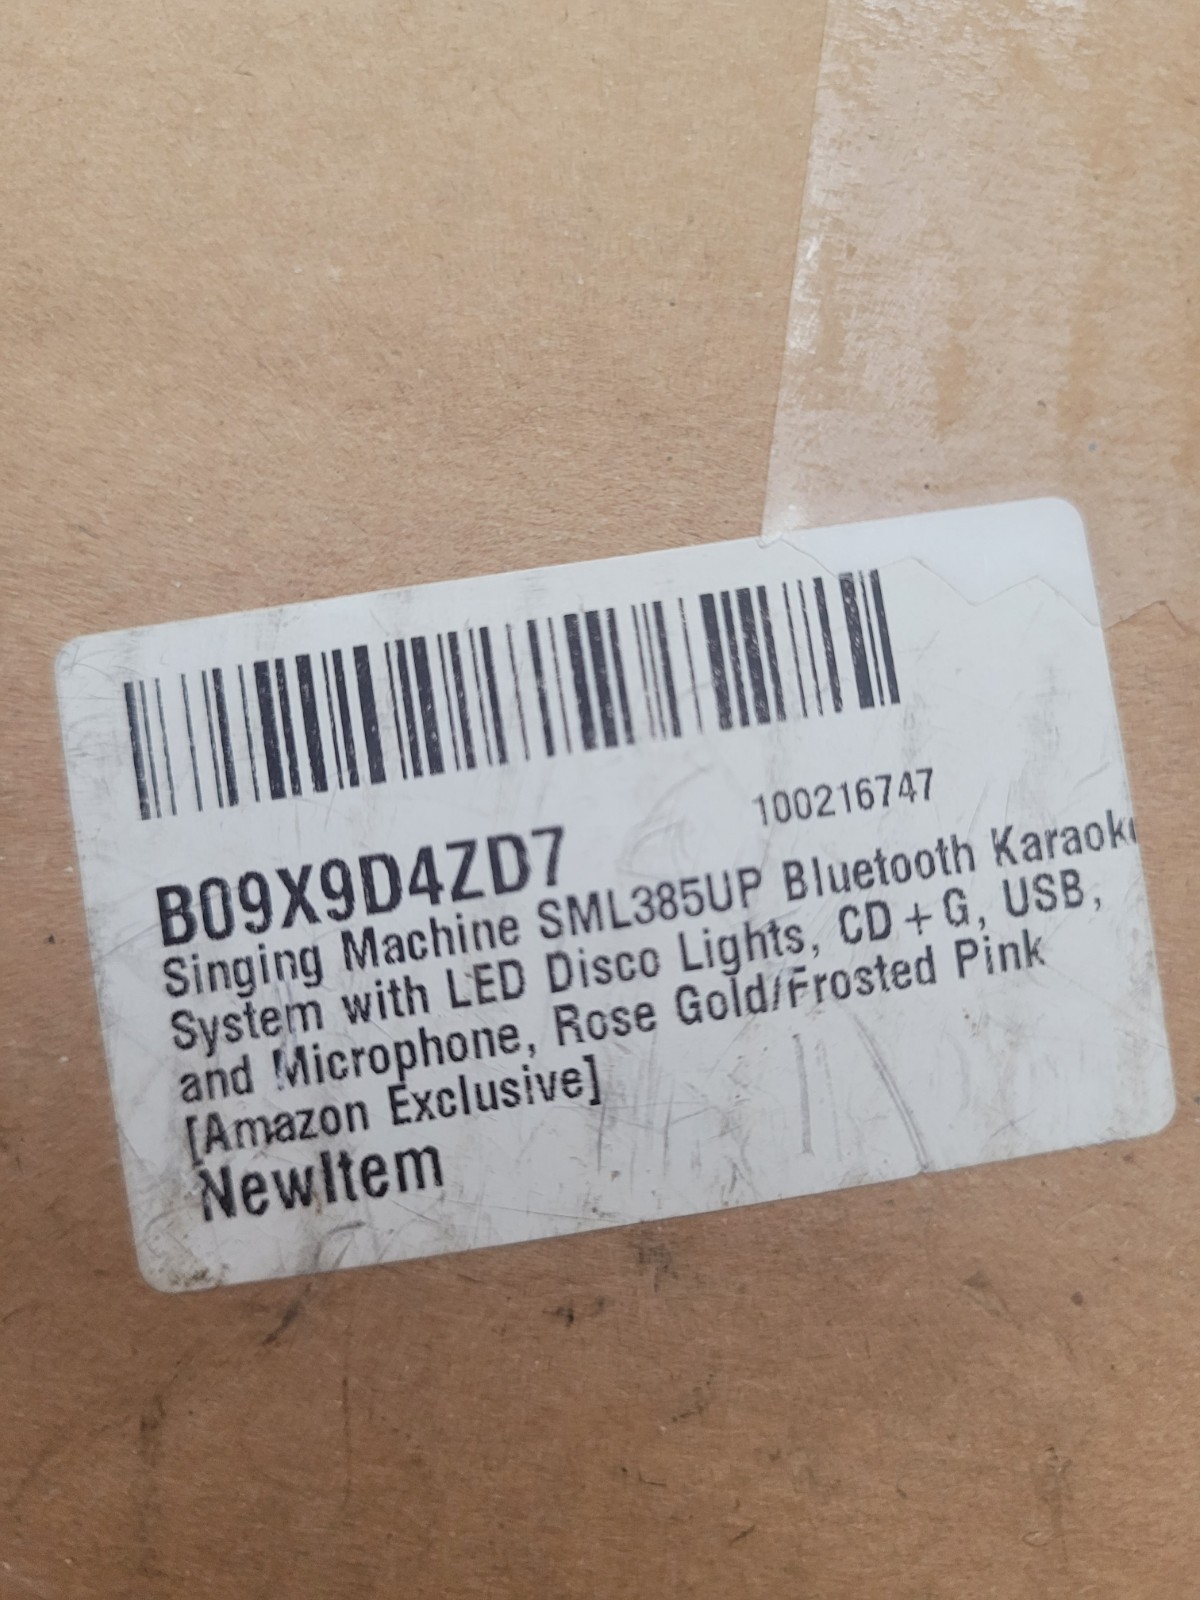 100216747
B09X9D4ZD7
Singing Machine SML385UP Bluetooth Karaoke
System with LED Disco Lights, CD + G, USB,
and Microphone, Rose Gold/Frosted Pink
[Amazon Exclusive]
NewItem